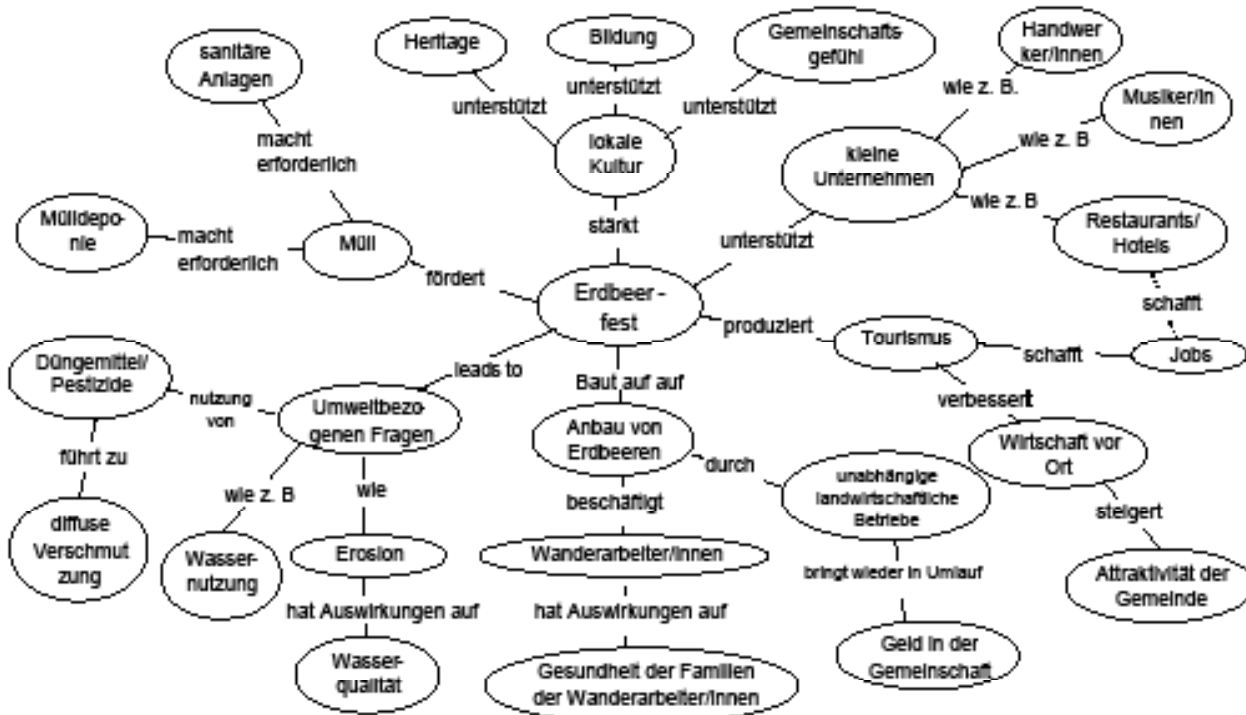 sanitäre
Anlagen
Heritage
Bildung
Gemeinschafts-
gefühl
Handwer
ker/innen
unterstützt
unterstützt
unterstützt
wie z. B.
Musiker/in
nen
macht
erforderlich
lokale
Kultur
kleine
Unternehmen
wie z. B
wie z. B
Mülldepo-
nie
macht
erforderlich
Müll
stärkt
unterstützt
Restaurants/
Hotels
fördert
Erdbeer-
fest
produziert
Tourismus
schafft
schafft
Jobs
Düngemittel/
Pestizide
nutzung
von
leads to
Umweltbezo-
genen Fragen
Baut auf auf
Anbau von
Erdbeeren
verbessert
Wirtschaft vor
Ort
führt zu
wie z. B
wie
beschäftigt
durch
unabhängige
landwirtschaftliche
Betriebe
steigert
diffuse
Verschmut
zung
Wasser-
nutzung
Erosion
Wanderarbeiter/innen
bringt wieder in Umlauf
Attraktivität der
Gemeinde
hat Auswirkungen auf
hat Auswirkungen auf
Wasser-
qualität
Gesundheit der Familien
der Wanderarbeiter/innen
Geld in der
Gemeinschaft